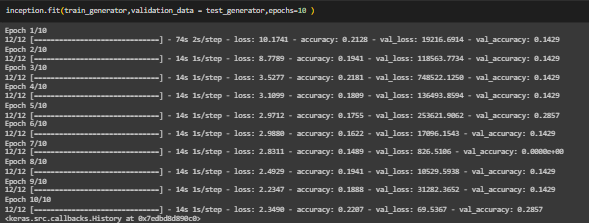 inception.fit(train_generator,validation_data = test_generator,epochs=10 )
Epoch 1/10
12/12 [==============================] - 74s 2s/step - loss: 10.1741 - accuracy: 0.2128 - val_loss: 19216.6914 - val_accuracy: 0.1429
Epoch 2/10
12/12 [==============================] - 14s 1s/step - loss: 8.7789 - accuracy: 0.1941 - val_loss: 118563.7734 - val_accuracy: 0.1429
Epoch 3/10
12/12 [==============================] - 14s 1s/step - loss: 3.5277 - accuracy: 0.2181 - val_loss: 748522.1250 - val_accuracy: 0.1429
Epoch 4/10
12/12 [==============================] - 14s 1s/step - loss: 3.1099 - accuracy: 0.1809 - val_loss: 136493.8594 - val_accuracy: 0.1429
Epoch 5/10
12/12 [==============================] - 14s 1s/step - loss: 2.9712 - accuracy: 0.1755 - val_loss: 253621.9062 - val_accuracy: 0.2857
Epoch 6/10
12/12 [==============================] - 14s 1s/step - loss: 2.9880 - accuracy: 0.1622 - val_loss: 17096.1543 - val_accuracy: 0.1429
Epoch 7/10
12/12 [==============================] - 14s 1s/step - loss: 2.8311 - accuracy: 0.1489 - val_loss: 826.5106 - val_accuracy: 0.0000e+00
Epoch 8/10
12/12 [==============================] - 14s 1s/step - loss: 2.4929 - accuracy: 0.1941 - val_loss: 10529.5938 - val_accuracy: 0.1429
Epoch 9/10
12/12 [==============================] - 14s 1s/step - loss: 2.2347 - accuracy: 0.1888 - val_loss: 31282.3652 - val_accuracy: 0.1429
Epoch 10/10
12/12 [==============================] - 14s 1s/step - loss: 2.3490 - accuracy: 0.2207 - val_loss: 69.5367 - val_accuracy: 0.2857
<keras.src.callbacks.History at 0x7edbd8d890c0>